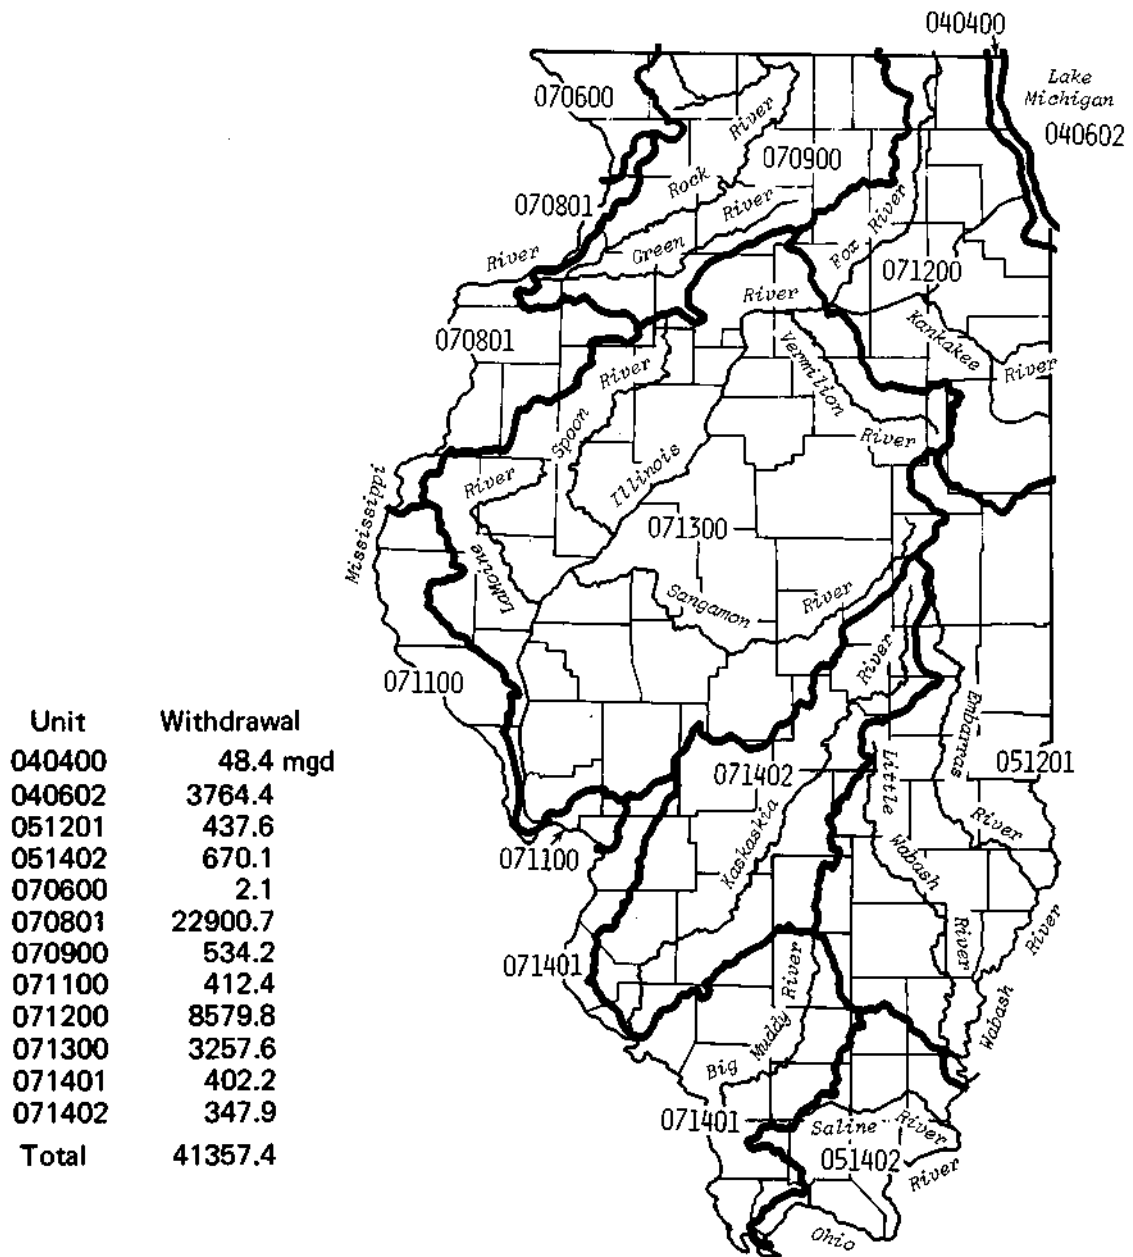 040400
Lake
Michigan
040602
070600
River
070900
Rock
070801
River
Green
River
Fox River
071200
River
070801
Kankakee
River
Vermilion
River
River
Spoon
River
Illinois
071300
Mississippi
LaMoine
Sangamon
River
River
071100
Embarras
051201
071402
Little
Wabash
River
Kaskaskia
River
071100
River
Wabash
071401
River
Muddy
Big
071401
Saline
River
051402
River
Ohio
Unit Withdrawal
040400 48.4 mgd
040602 3764.4
051201 437.6
051402 670.1
070600 2.1
070801 22900.7
070900 534.2
071100 412.4
071200 8579.8
071300 3257.6
071401 402.2
071402 347.9
Total 41357.4